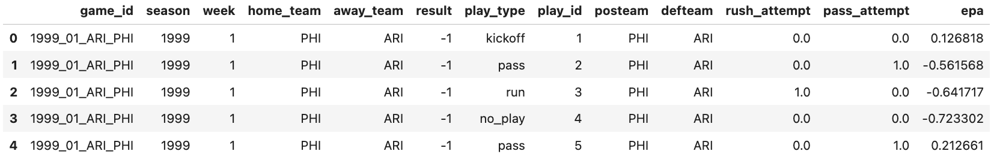 game_id season week home_team away_team result play_type play_id posteam defteam rush_attempt pass_attempt epa
0 1999_01_ARI_PHI 1999 1 PHI ARI -1 kickoff 1 PHI ARI 0.0 0.0 0.126818
1 1999_01_ARI_PHI 1999 1 PHI ARI -1 pass 2 PHI ARI 0.0 1.0 -0.561568
2 1999_01_ARI_PHI 1999 1 PHI ARI -1 run 3 PHI ARI 1.0 0.0 -0.641717
3 1999_01_ARI_PHI 1999 1 PHI ARI -1 no_play 4 PHI ARI 0.0 0.0 -0.723302
4 1999_01_ARI_PHI 1999 1 PHI ARI -1 pass 5 PHI ARI 0.0 1.0 0.212661